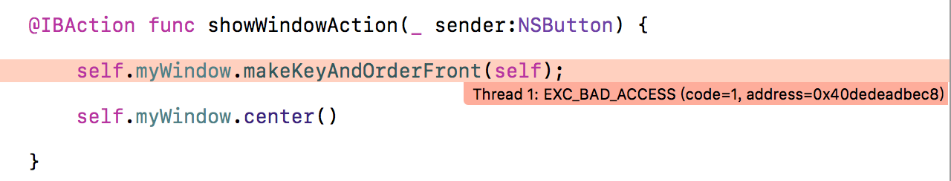 @IBAction func showWindowAction(_ sender:NSButton) {
self.myWindow.makeKeyAndOrderFront(self);
Thread 1: EXC_BAD_ACCESS (code=1, address=0x40dedeadbec8)
self.myWindow.center()
}